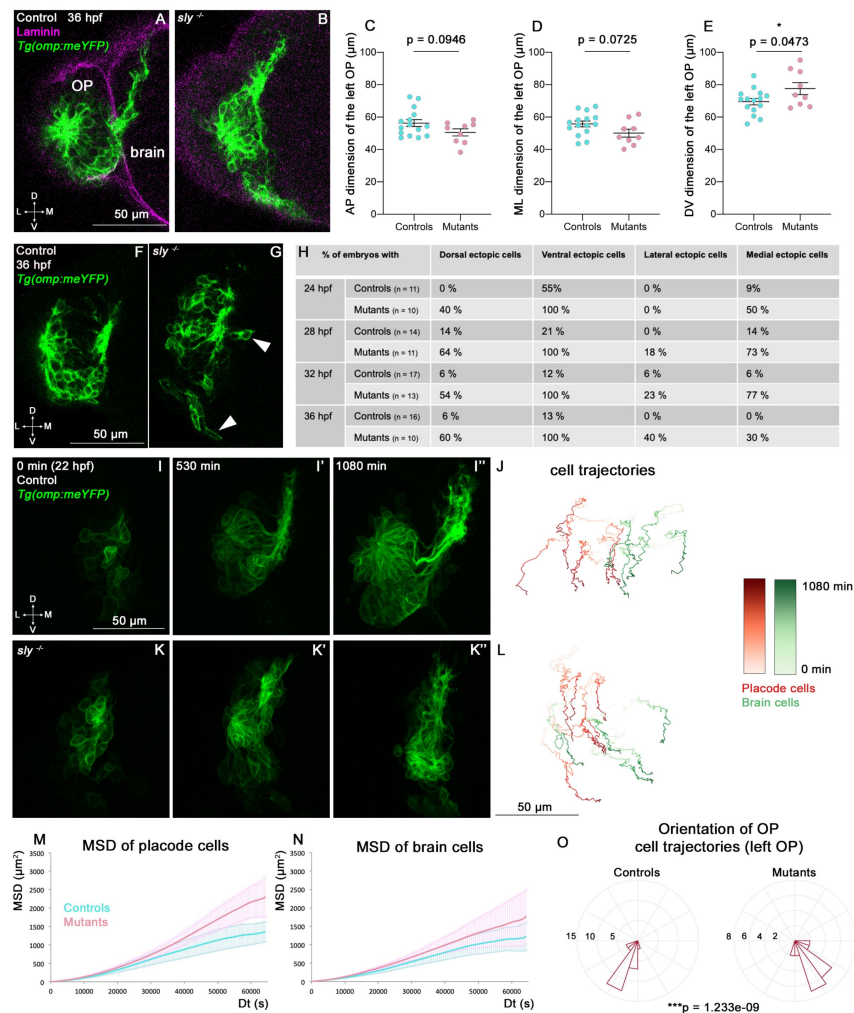 Control 36 hpf A
Laminin
Tg(omp:meYFP)
OP
brain
D
L M
V
50 µm
sly -/- B
C
p = 0.0946
AP dimension of the left OP (µm)
100
80
60
40
20
0
Controls Mutants
D
p = 0.0725
ML dimension of the left OP (µm)
100
80
60
40
20
0
Controls Mutants
E
*
p = 0.0473
DV dimension of the left OP (µm)
100
80
60
40
20
0
Controls Mutants
Control F
36 hpf
Tg(omp:meYFP)
D
L M
V
50 µm
sly -/- G
H
% of embryos with Dorsal ectopic cells Ventral ectopic cells Lateral ectopic cells Medial ectopic cells
24 hpf Controls (n = 11) 0 % 55% 0 % 9%
Mutants (n = 10) 40 % 100 % 0 % 50 %
28 hpf Controls (n = 14) 14 % 21 % 0 % 14 %
Mutants (n = 11) 64 % 100 % 18 % 73 %
32 hpf Controls (n = 17) 6 % 12 % 6 % 6 %
Mutants (n = 13) 54 % 100 % 23 % 77 %
36 hpf Controls (n = 16) 6 % 13 % 0 % 0 %
Mutants (n = 10) 60 % 100 % 40 % 30 %
0 min (22 hpf) I
Control
Tg(omp:meYFP)
D
L M
V
50 µm
530 min I'
1080 min I''
J
cell trajectories
sly -/- K
K'
K''
L
50 µm
1080 min
0 min
Placode cells
Brain cells
M
MSD of placode cells
MSD (µm²)
3500
3000
2500
2000
1500
1000
500
0
Controls
Mutants
0 10000 20000 30000 40000 50000 60000
Dt (s)
N
MSD of brain cells
MSD (µm²)
3500
3000
2500
2000
1500
1000
500
0
0 10000 20000 30000 40000 50000 60000
Dt (s)
O
Orientation of OP
cell trajectories (left OP)
Controls
15 10 5
Mutants
8 6 4 2
***p = 1.233e-09